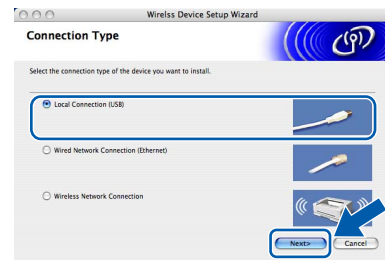 Wirelss Device Setup Wizard
Connection Type
Select the connection type of the device you want to install.
Local Connection (USB)
Wired Network Connection (Ethernet)
Wireless Network Connection
Next>
Cancel